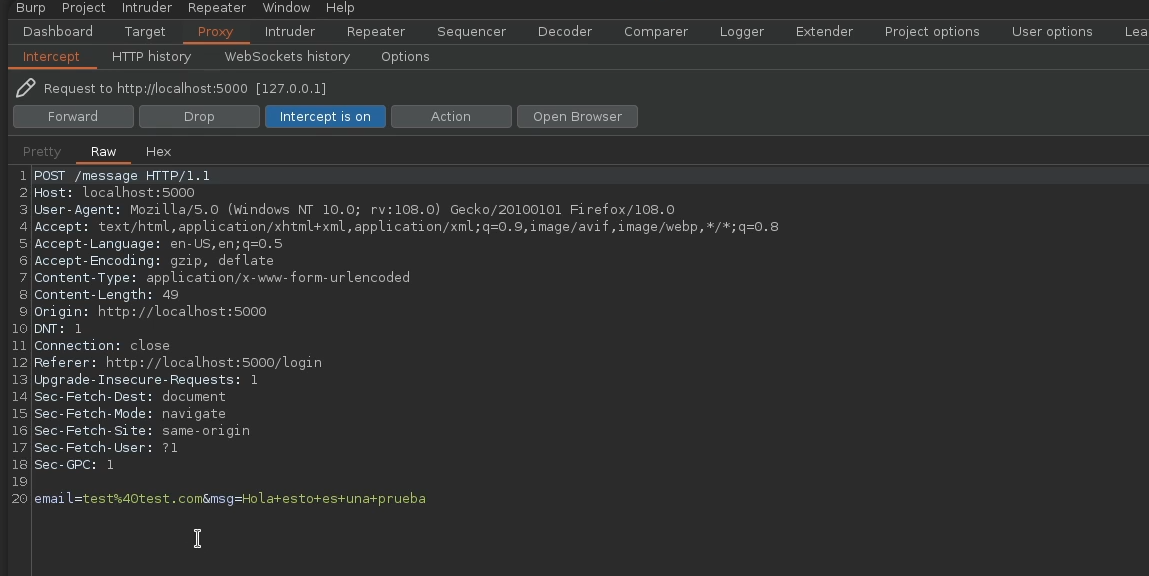 Burp Project Intruder Repeater Window Help
Dashboard Target Proxy Intruder Repeater Sequencer Decoder Comparer Logger Extender Project options User options Lea
Intercept HTTP history WebSockets history Options
Request to http://localhost:5000 [127.0.0.1]
Forward Drop Intercept is on Action Open Browser
Pretty Raw Hex
1 POST /message HTTP/1.1
2 Host: localhost:5000
3 User-Agent: Mozilla/5.0 (Windows NT 10.0; rv:108.0) Gecko/20100101 Firefox/108.0
4 Accept: text/html,application/xhtml+xml,application/xml;q=0.9,image/avif,image/webp,*/*;q=0.8
5 Accept-Language: en-US,en;q=0.5
6 Accept-Encoding: gzip, deflate
7 Content-Type: application/x-www-form-urlencoded
8 Content-Length: 49
9 Origin: http://localhost:5000
10 DNT: 1
11 Connection: close
12 Referer: http://localhost:5000/login
13 Upgrade-Insecure-Requests: 1
14 Sec-Fetch-Dest: document
15 Sec-Fetch-Mode: navigate
16 Sec-Fetch-Site: same-origin
17 Sec-Fetch-User: ?1
18 Sec-GPC: 1
19
20 email=test%40test.com&msg=Hola+esto+es+una+prueba